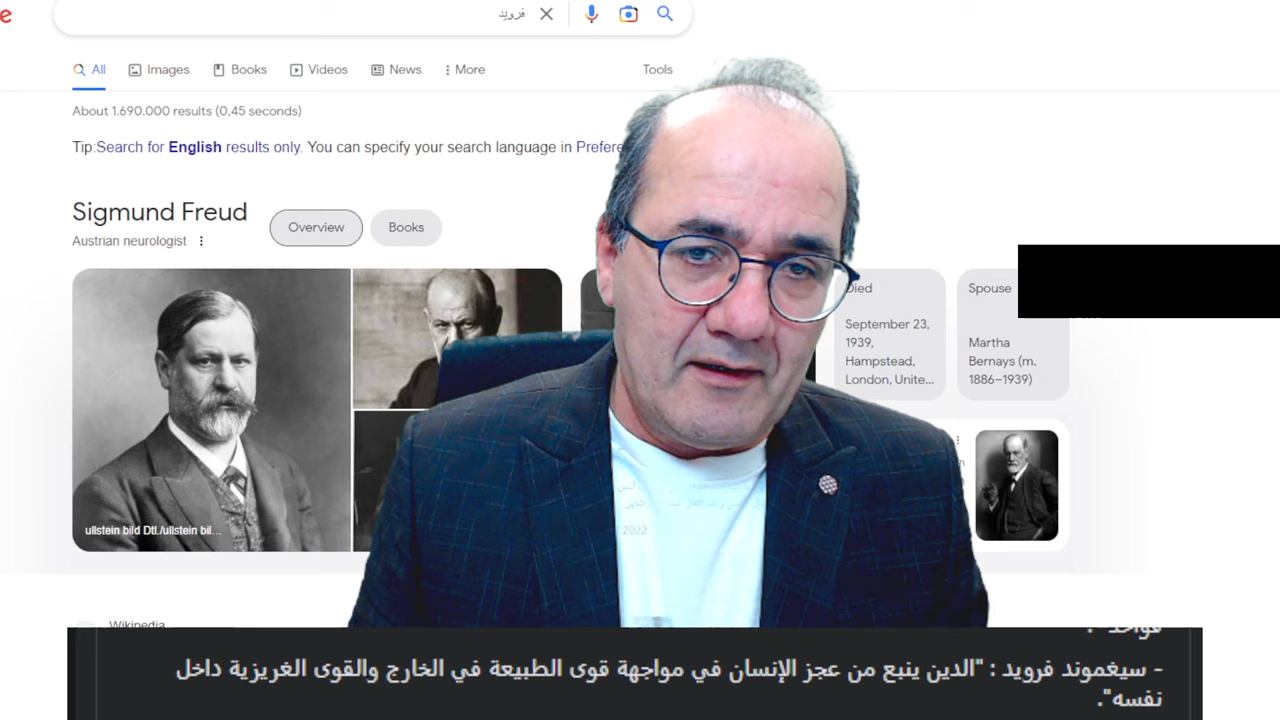 e
فرويد
All Images Books Videos News More Tools
About 1.690.000 results (0,45 seconds)
Tip:Search for English results only. You can specify your search language in Prefere
Sigmund Freud
Austrian neurologist
Overview Books
ullstein bild Dtl./ullstein bil...
Died
September 23,
1939,
Hampstead,
London, Unite...
Spouse
Martha
Bernays (m.
1886–1939)
2022
Wikipedia
- سيغموند فرويد : "الدين ينبع من عجز الإنسان في مواجهة قوى الطبيعة في الخارج والقوى الغريزية داخل
نفسه".